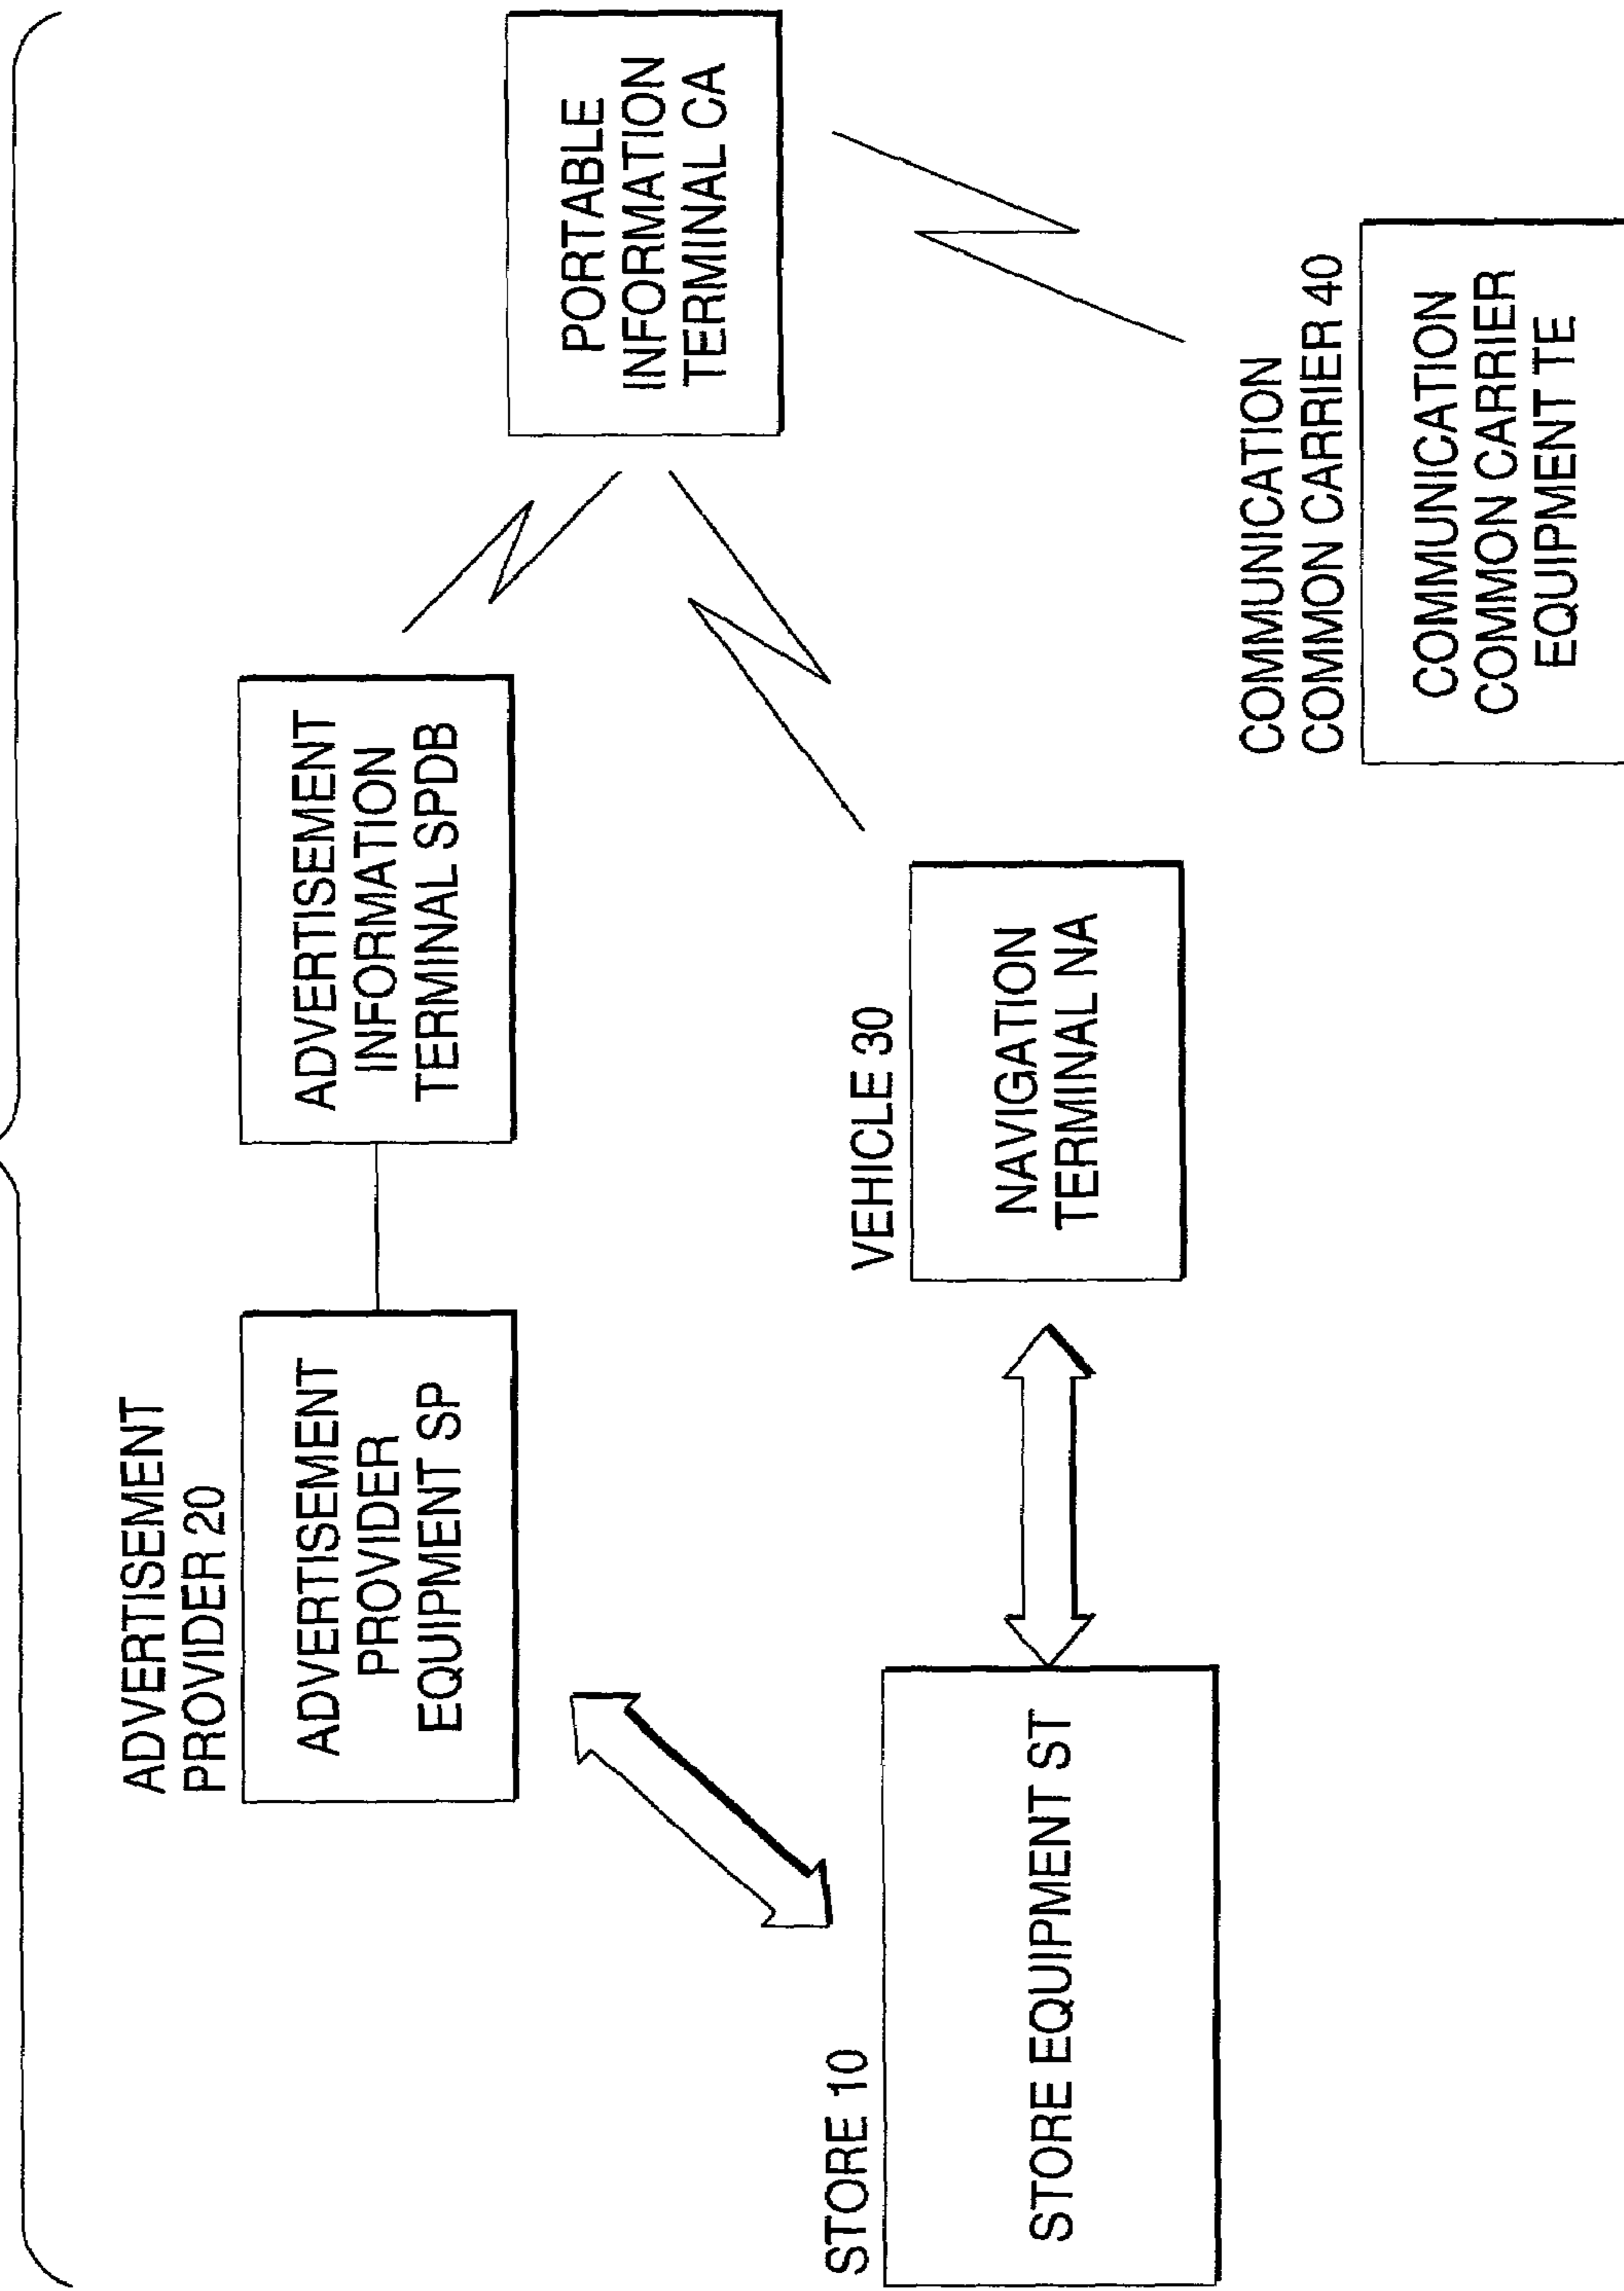 ADVERTISEMENT
PROVIDER 20
ADVERTISEMENT
PROVIDER
EQUIPMENT SP
ADVERTISEMENT
INFORMATION
TERMINAL SPDB
PORTABLE
INFORMATION
TERMINAL CA
STORE 10
STORE EQUIPMENT ST
VEHICLE 30
NAVIGATION
TERMINAL NA
COMMUNICATION
COMMON CARRIER 40
COMMUNICATION
COMMON CARRIER
EQUIPMENT TE